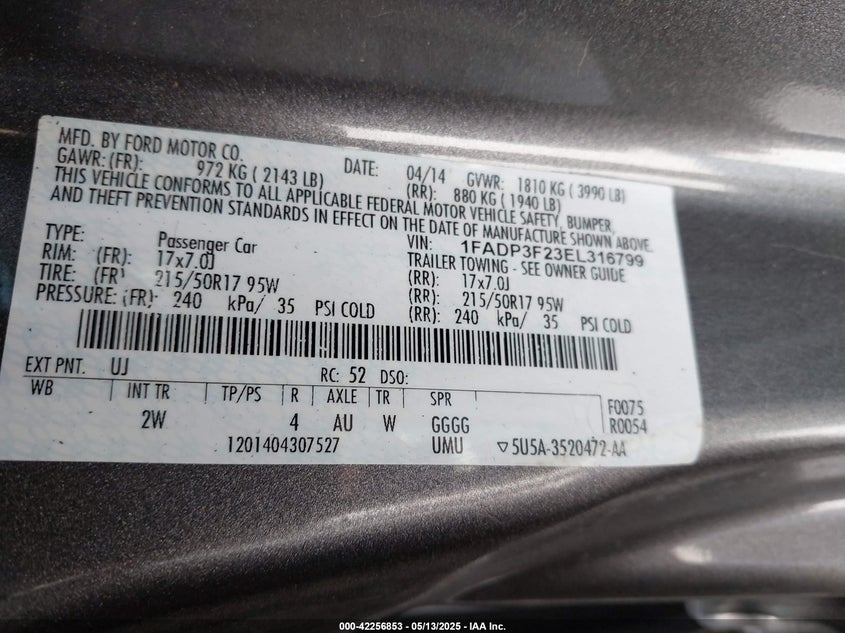 MFD. BY FORD MOTOR CO. DATE: 04/14 GVWR: 1810 KG ( 3990 LB)
GAWR: (FR): 972 KG ( 2143 LB) (RR): 880 KG ( 1940 LB)
THIS VEHICLE CONFORMS TO ALL APPLICABLE FEDERAL MOTOR VEHICLE SAFETY, BUMPER,
AND THEFT PREVENTION STANDARDS IN EFFECT ON THE DATE OF MANUFACTURE SHOWN ABOVE.
VIN: 1FADP3F23EL316799
TYPE: Passenger Car TRAILER TOWING - SEE OWNER GUIDE
RIM: (FR): 17x7.0J (RR): 17x7.0J
TIRE: (FR) 215/50R17 95W (RR): 215/50R17 95W
PRESSURE: (FR): 240 kPa/ 35 PSI COLD (RR): 240 kPa/ 35 PSI COLD
EXT PNT. UJ RC: 52 DSO:
WB INT TR TP/PS R AXLE TR SPR F0075
2W 4 AU W GGGG R0054
1201404307527 UMU ▽5U5A-3520472-AA
000-42256853 — 05/13/2025 — IAA Inc.